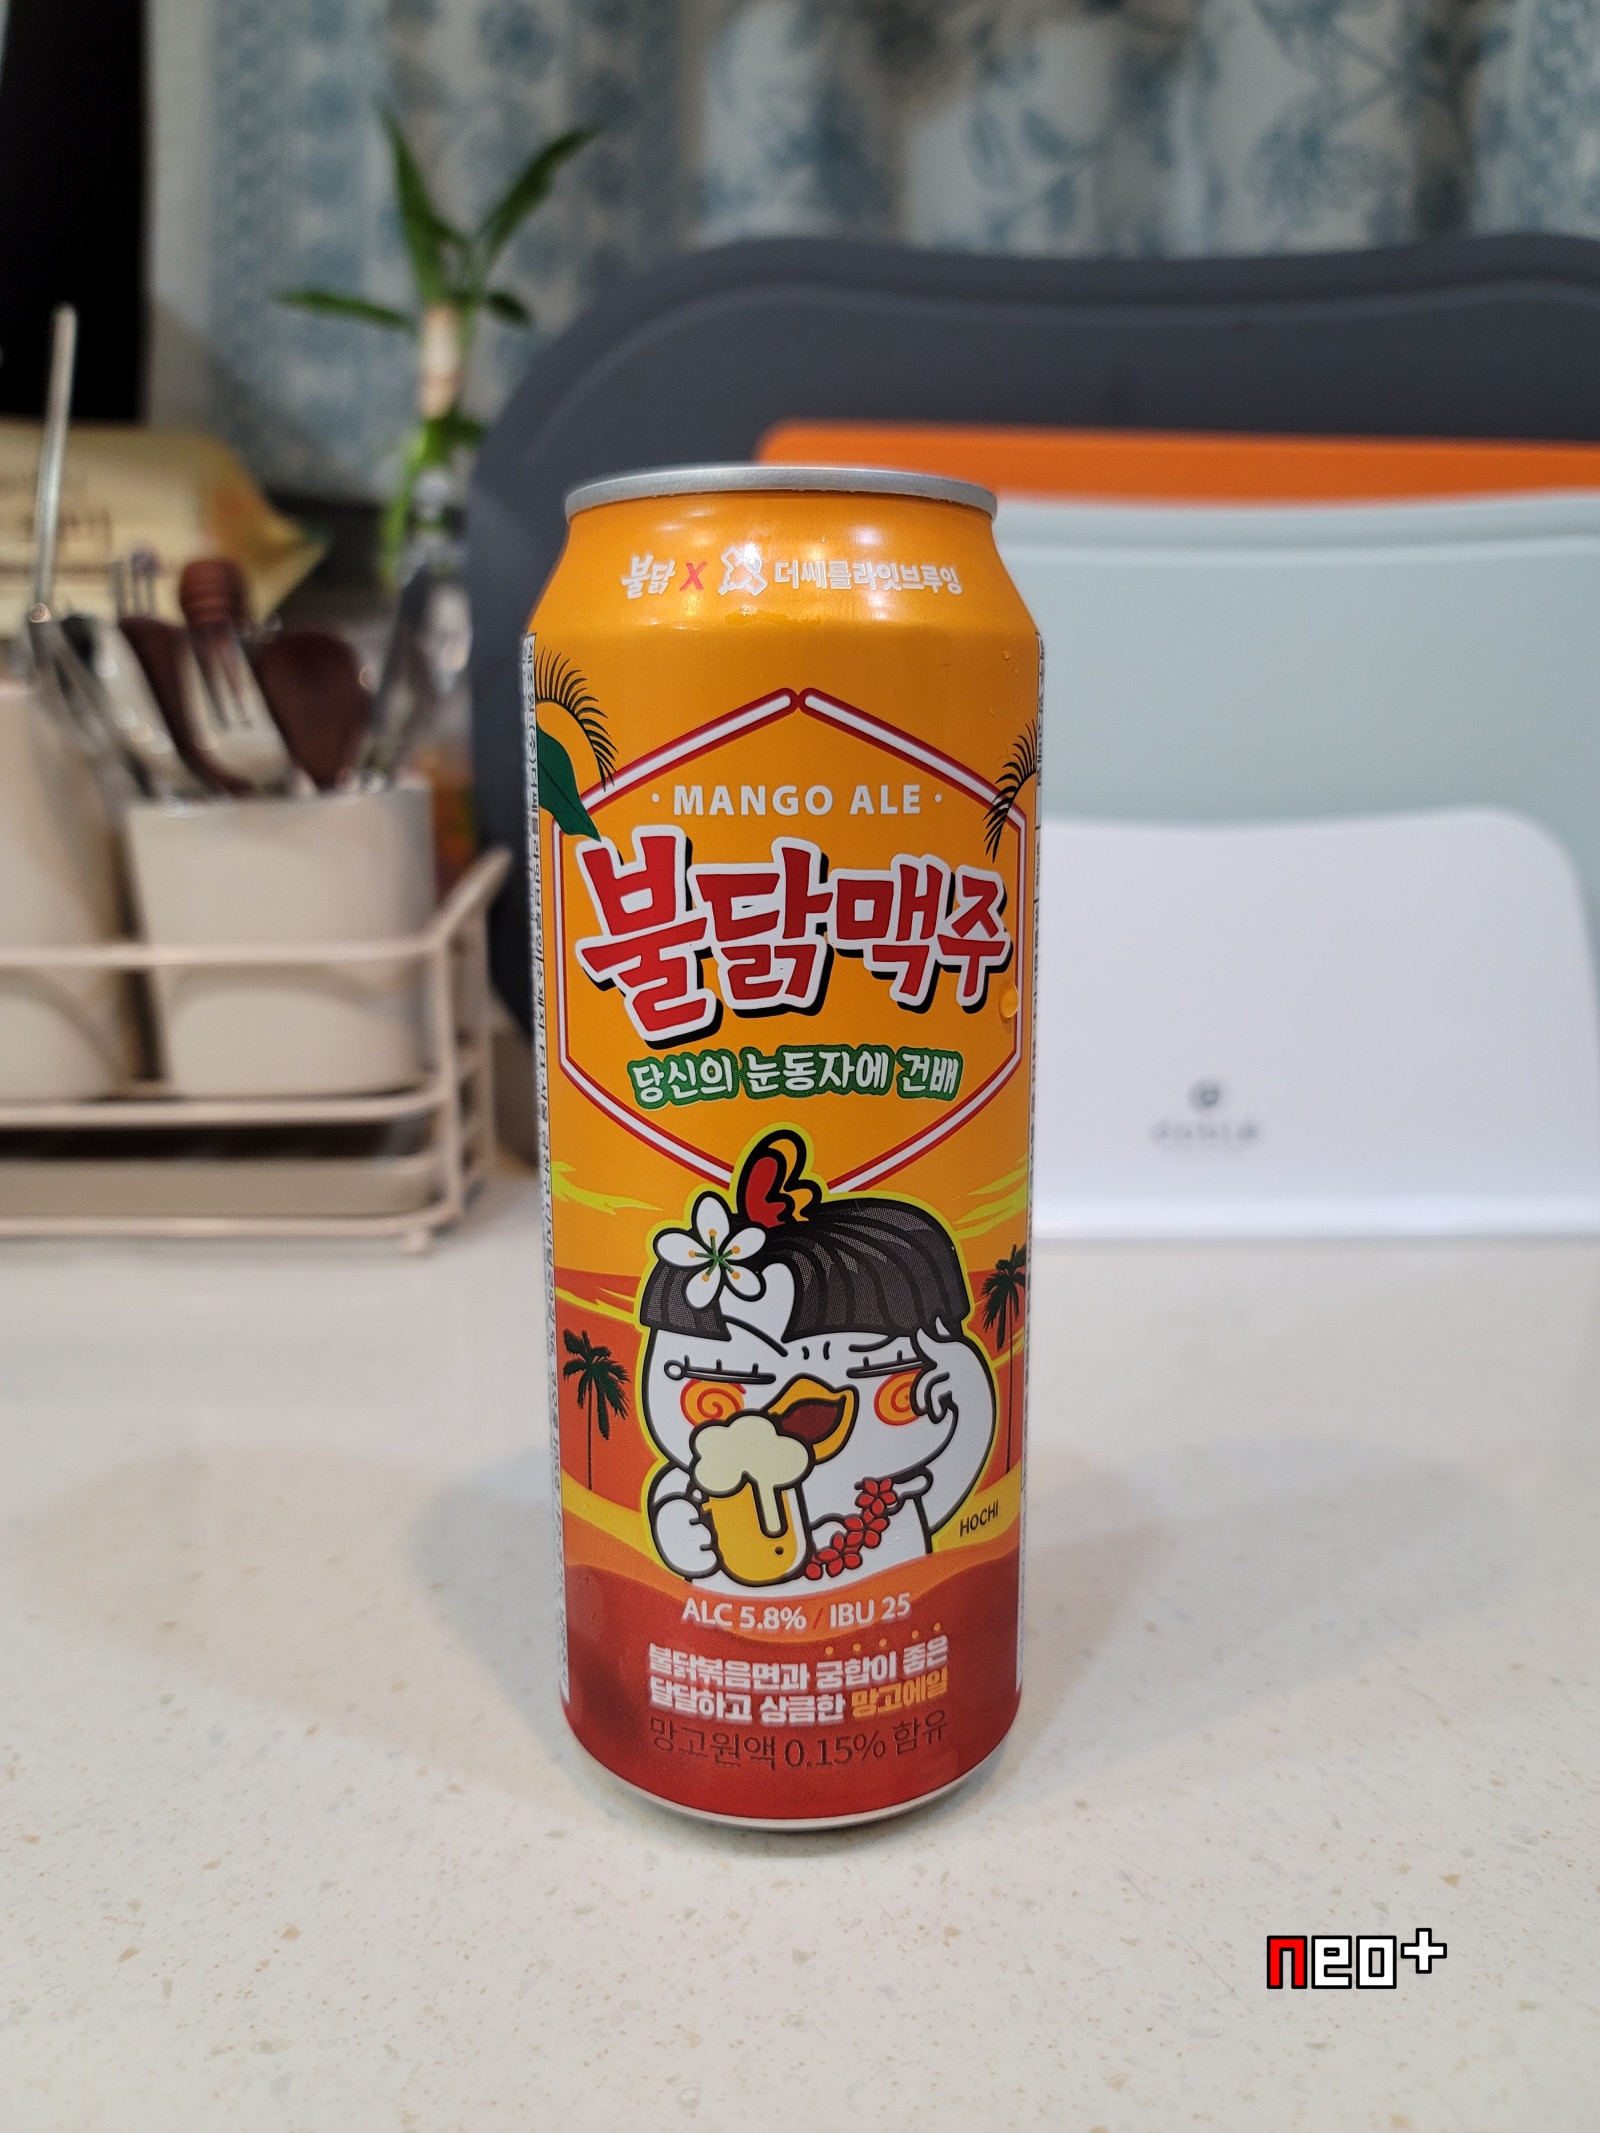 불닭 X 더쎄를라잇브루잉
· MANGO ALE ·
불닭맥주
당신의 눈동자에 건배
HOCHI
ALC 5.8% / IBU 25
불닭볶음면과 궁합이 좋은
달달하고 상큼한 망고에일
망고원액 0.15% 함유
neo+